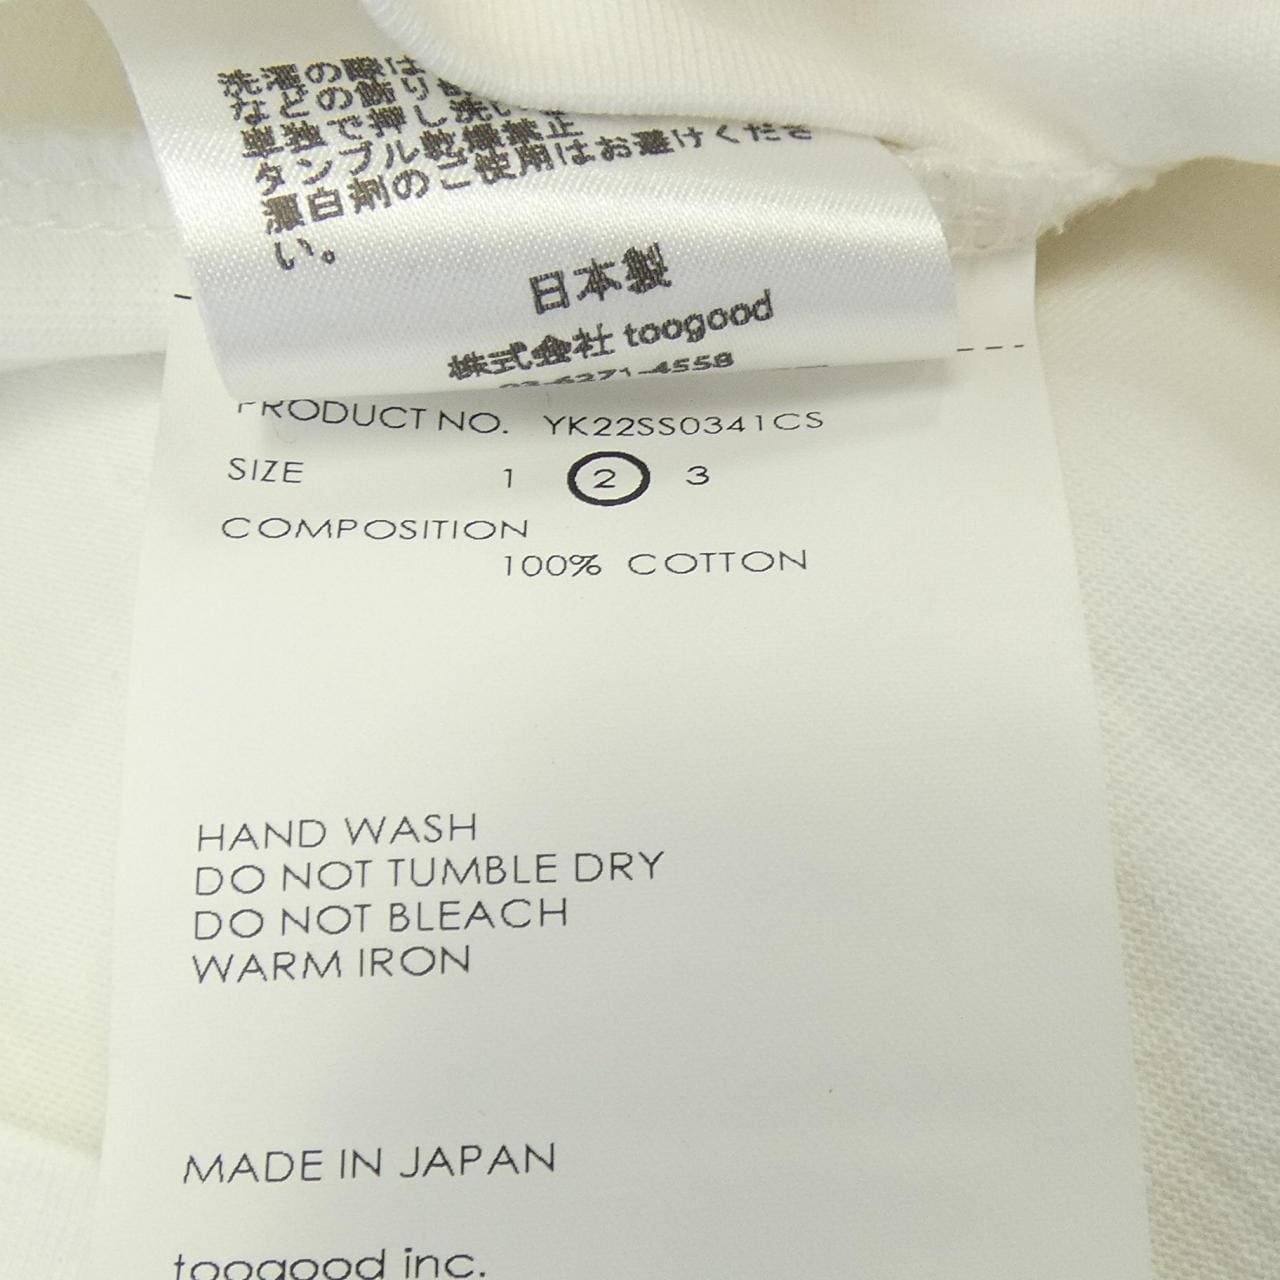 洗濯の際は
などの飾り
単独で押し洗い
タンブル乾燥禁止
漂白剤のご使用はお避けくださ
い。
日本製
株式会社 toogood
03-6271-4558
PRODUCT NO. YK22SS0341CS
SIZE 1 2 3
COMPOSITION
100% COTTON
HAND WASH
DO NOT TUMBLE DRY
DO NOT BLEACH
WARM IRON
MADE IN JAPAN
toogood inc.